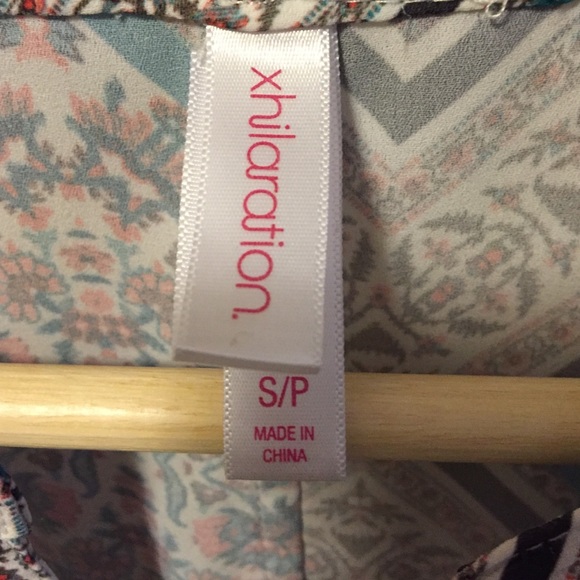 xhilaration.
S/P
MADE IN
CHINA